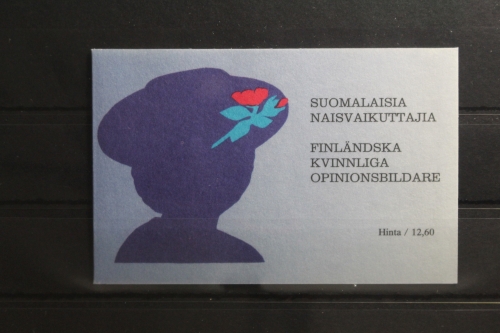 SUOMALAISIA
NAISVAIKUTTAJIA
FINLÄNDSKA
KVINNLIGA
OPINIONSBILDARE
Hinta / 12,60